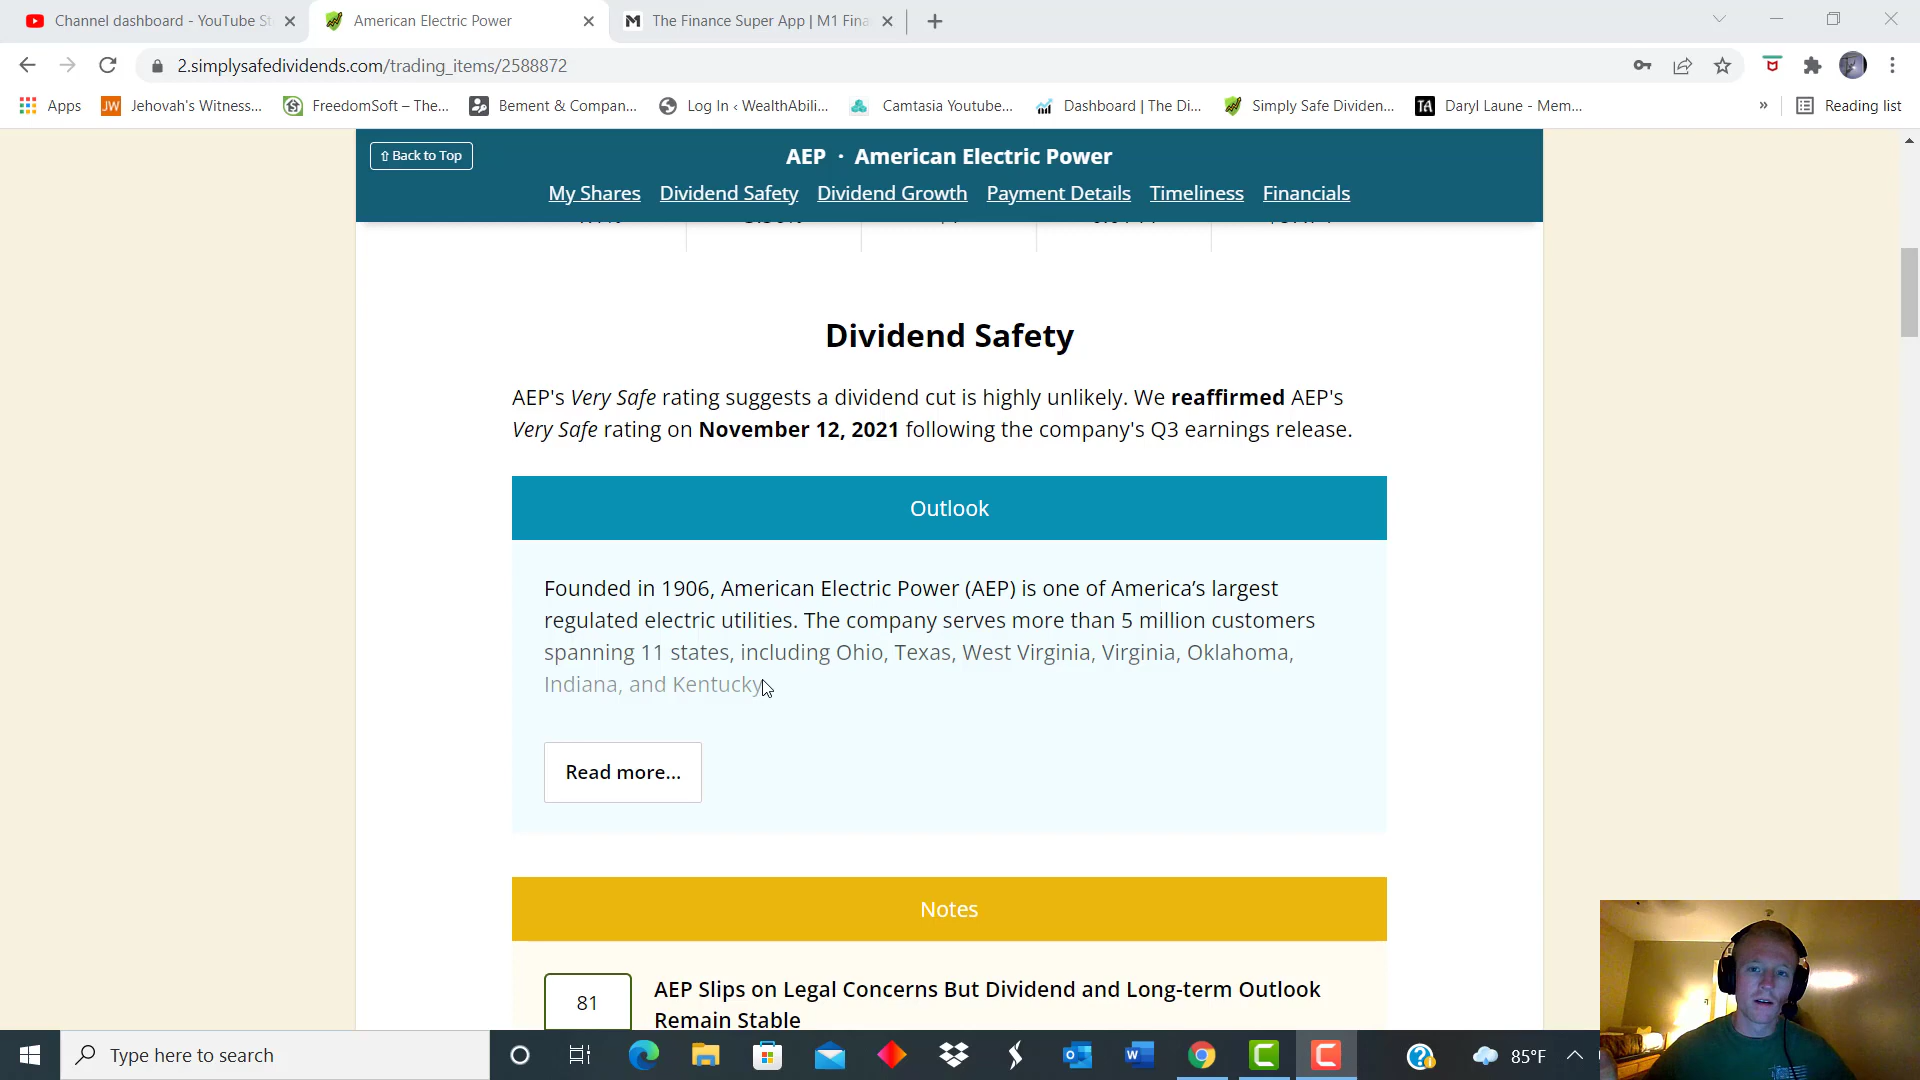 Channel dashboard - YouTube St
American Electric Power
The Finance Super App | M1 Fina
2.simplysafedividends.com/trading_items/2588872
Apps
JW Jehovah's Witness...
FreedomSoft – The...
Bement & Compan...
Log In ‹ WealthAbili...
Camtasia Youtube...
Dashboard | The Di...
Simply Safe Dividen...
TA Daryl Laune - Mem...
»
Reading list
⇧ Back to Top
AEP · American Electric Power
My Shares Dividend Safety Dividend Growth Payment Details Timeliness Financials
Dividend Safety
AEP's Very Safe rating suggests a dividend cut is highly unlikely. We reaffirmed AEP's
Very Safe rating on November 12, 2021 following the company's Q3 earnings release.
Outlook
Founded in 1906, American Electric Power (AEP) is one of America’s largest
regulated electric utilities. The company serves more than 5 million customers
spanning 11 states, including Ohio, Texas, West Virginia, Virginia, Oklahoma,
Indiana, and Kentucky
Read more...
Notes
81
AEP Slips on Legal Concerns But Dividend and Long-term Outlook
Remain Stable
Type here to search
85°F